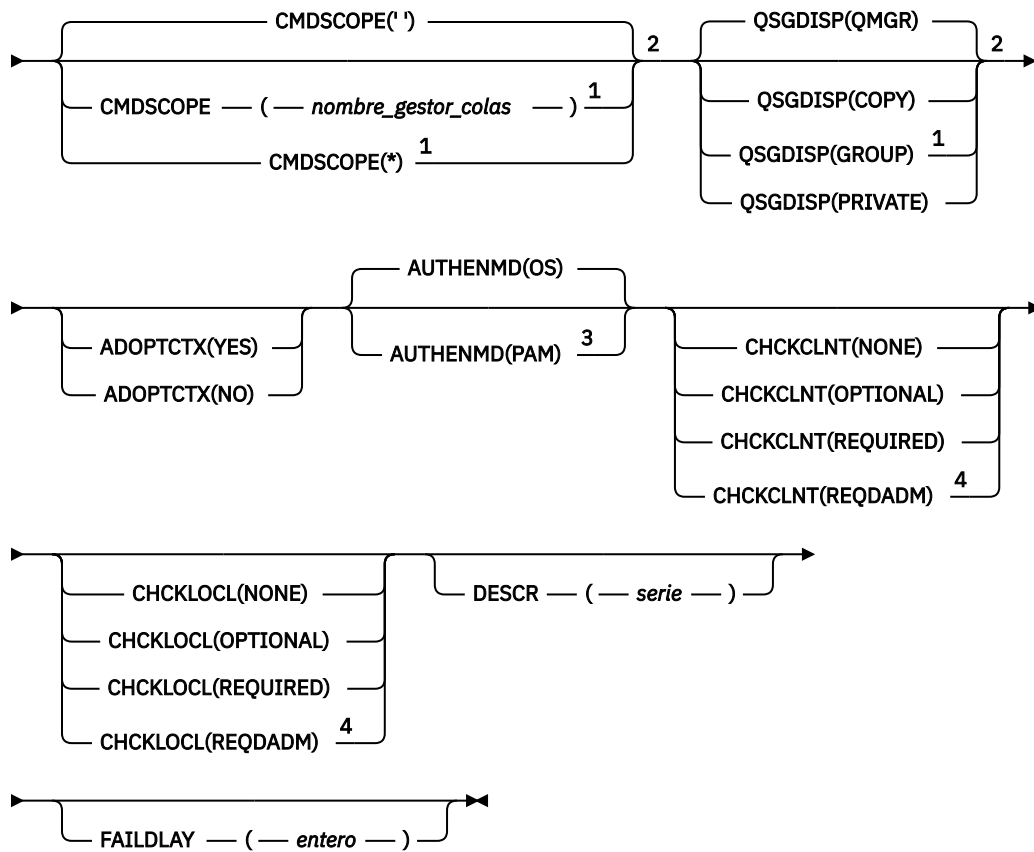 CMDSCOPE(' ')
2
CMDSCOPE ( nombre_gestor_colas ) 1
CMDSCOPE(*) 1
QSGDISP(QMGR)
2
QSGDISP(COPY)
QSGDISP(GROUP) 1
QSGDISP(PRIVATE)
ADOPTCTX(YES)
ADOPTCTX(NO)
AUTHENMD(OS)
AUTHENMD(PAM) 3
CHCKCLNT(NONE)
CHCKCLNT(OPTIONAL)
CHCKCLNT(REQUIRED)
CHCKCLNT(REQDADM) 4
CHCKLOCL(NONE)
CHCKLOCL(OPTIONAL)
CHCKLOCL(REQUIRED)
CHCKLOCL(REQDADM) 4
DESCR ( serie )
FAILDLAY ( entero )